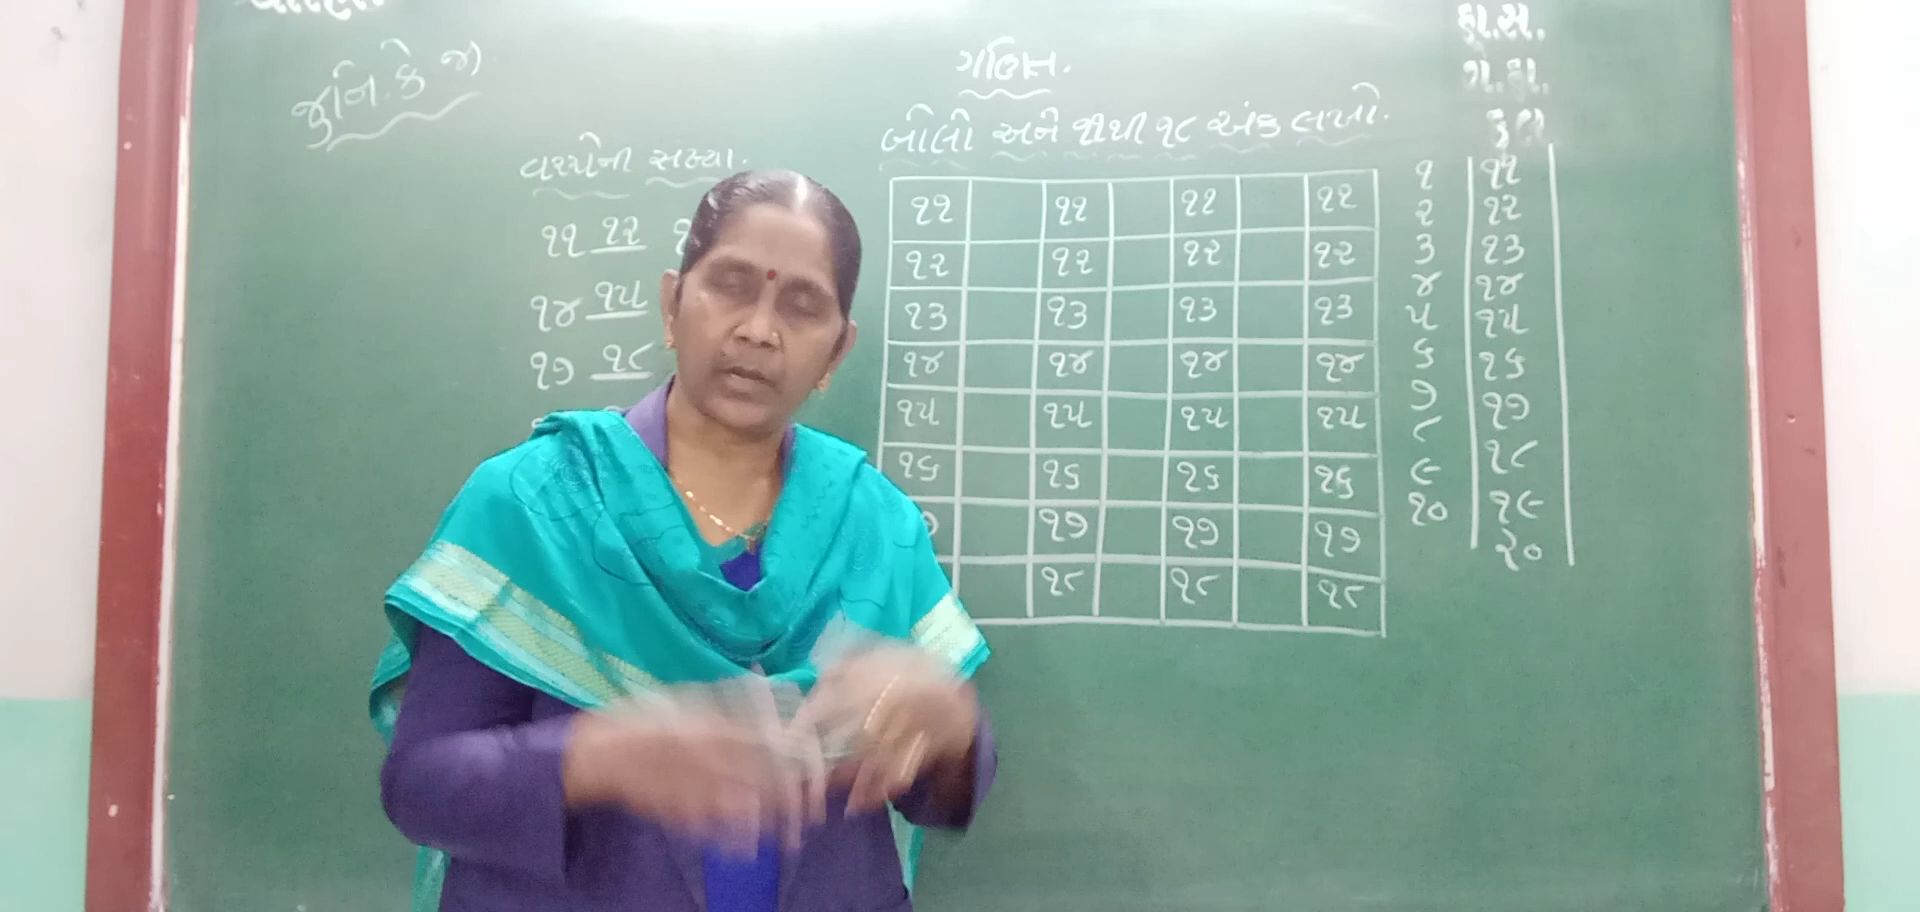 જુનિ. કે જી
ગણિત.
બોલો અને ૧૧થી ૧૮ અંક લખો.
વચ્ચેની સંખ્યા.
૧૧ ૧૨
૧૪ ૧૫
૧૭ ૧૮
૧૧ ૧૧ ૧૧ ૧૧
૧૨ ૧૨ ૧૨ ૧૨
૧૩ ૧૩ ૧૩ ૧૩
૧૪ ૧૪ ૧૪ ૧૪
૧૫ ૧૫ ૧૫ ૧૫
૧૬ ૧૬ ૧૬ ૧૬
૧૭ ૧૭ ૧૭
૧૮ ૧૮ ૧૮
હા.સ.
ગે.હા.
કુલ
૧ ૧૧
૨ ૧૨
૩ ૧૩
૪ ૧૪
૫ ૧૫
૬ ૧૬
૭ ૧૭
૮ ૧૮
૯ ૧૯
૧૦ ૨૦